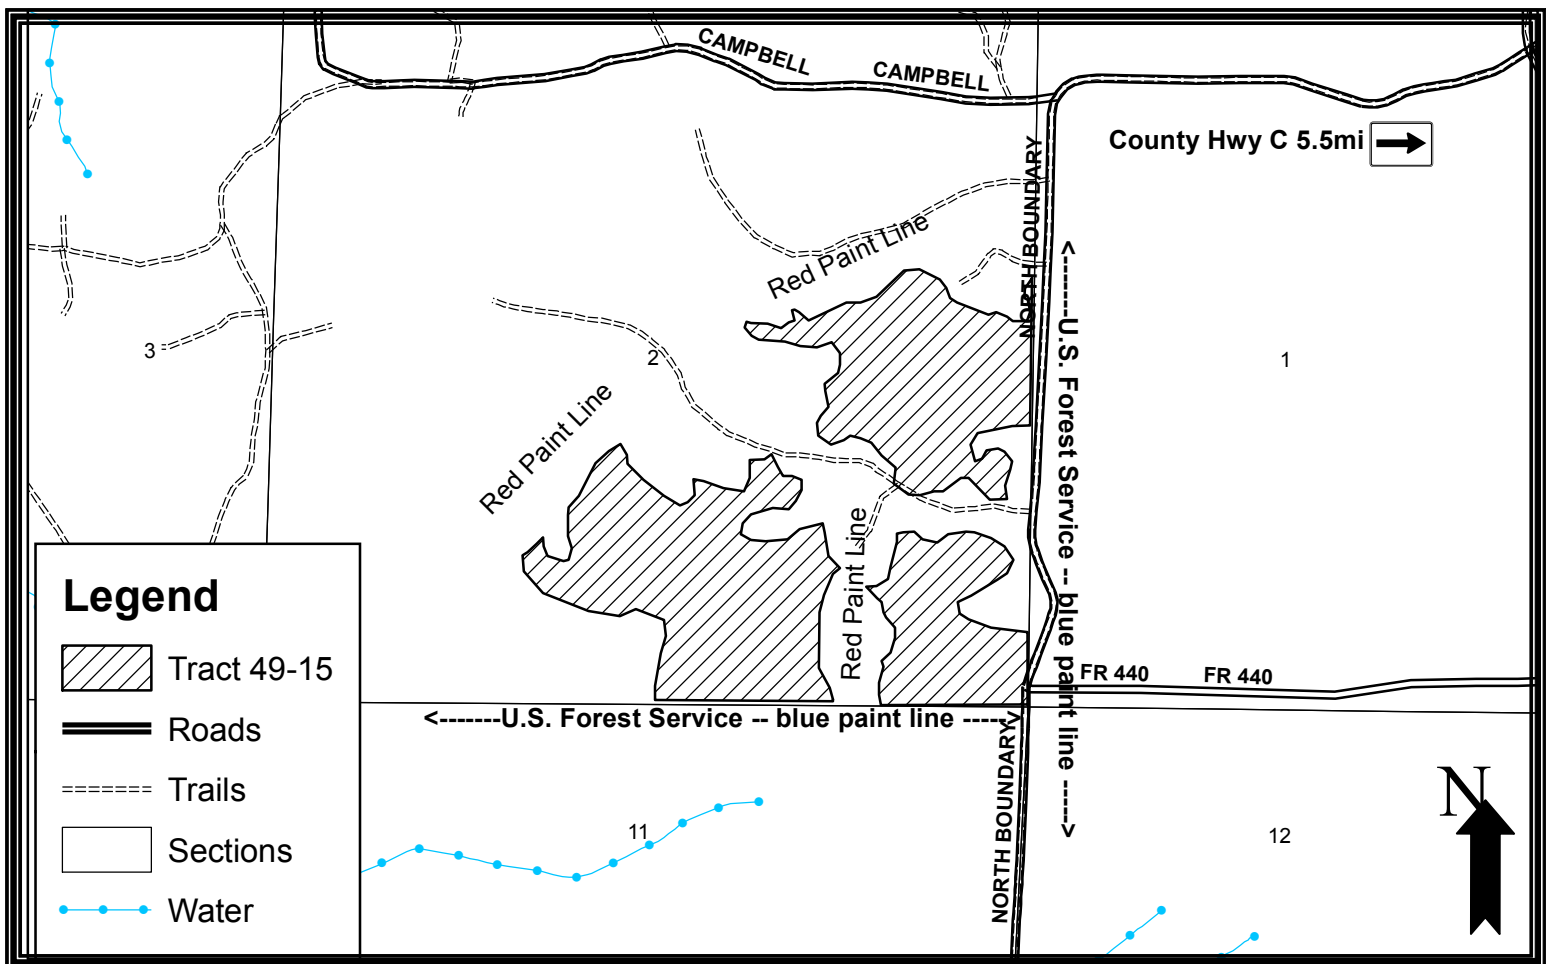 CAMPBELL
CAMPBELL
County Hwy C 5.5mi
NORTH BOUNDARY
Red Paint Line
<-------U.S. Forest Service -- blue paint line ----->
3
2
1
Red Paint Line
Red Paint Line
Legend
Tract 49-15
Roads
Trails
Sections
Water
FR 440
FR 440
<-------U.S. Forest Service -- blue paint line ----->
NORTH BOUNDARY
N
11
12